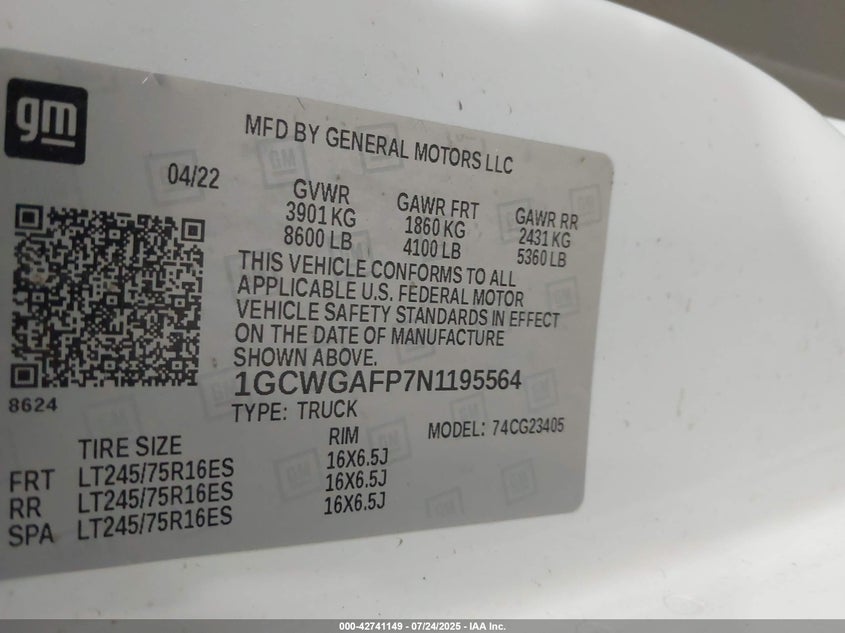 gm
MFD BY GENERAL MOTORS LLC
04/22
GVWR GAWR FRT GAWR RR
3901 KG 1860 KG 2431 KG
8600 LB 4100 LB 5360 LB
THIS VEHICLE CONFORMS TO ALL
APPLICABLE U.S. FEDERAL MOTOR
VEHICLE SAFETY STANDARDS IN EFFECT
ON THE DATE OF MANUFACTURE
SHOWN ABOVE.
1GCWGAFP7N1195564
8624
TYPE: TRUCK
MODEL: 74CG23405
TIRE SIZE RIM
FRT LT245/75R16ES 16X6.5J
RR LT245/75R16ES 16X6.5J
SPA LT245/75R16ES 16X6.5J
000-42741149 - 07/24/2025 - IAA Inc.